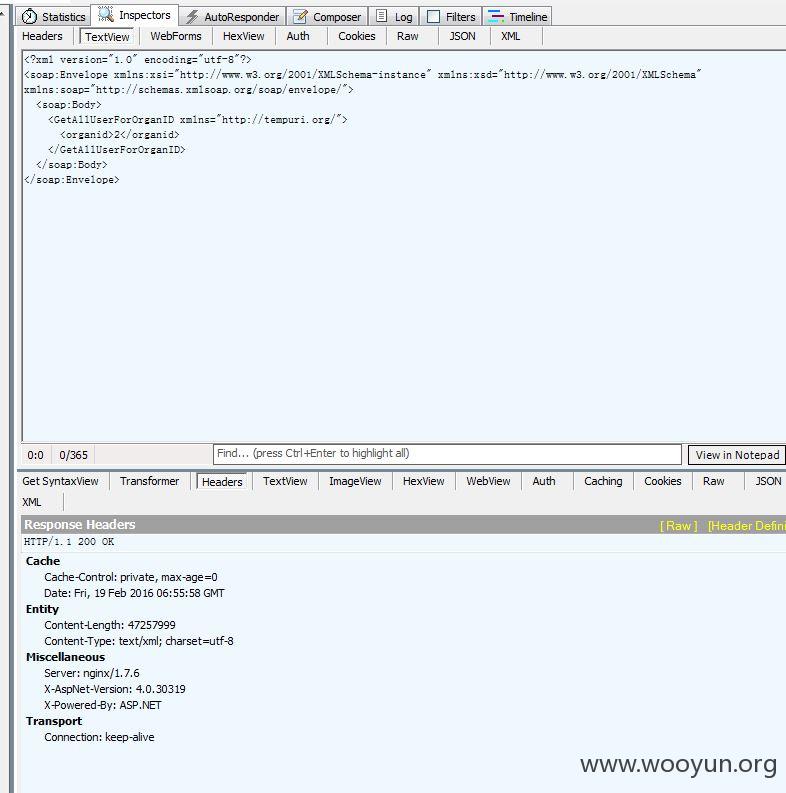 Statistics Inspectors AutoResponder Composer Log Filters Timeline
Headers TextView WebForms HexView Auth Cookies Raw JSON XML
<?xml version="1.0" encoding="utf-8"?>
<soap:Envelope xmlns:xsi="http://www.w3.org/2001/XMLSchema-instance" xmlns:xsd="http://www.w3.org/2001/XMLSchema"
xmlns:soap="http://schemas.xmlsoap.org/soap/envelope/">
<soap:Body>
<GetAllUserForOrganID xmlns="http://tempuri.org/">
<organid>2</organid>
</GetAllUserForOrganID>
</soap:Body>
</soap:Envelope>
0:0 0/365 Find... (press Ctrl+Enter to highlight all) View in Notepad
Get SyntaxView Transformer Headers TextView ImageView HexView WebView Auth Caching Cookies Raw JSON
XML
Response Headers [ Raw ] [Header Defini
HTTP/1.1 200 OK
Cache
Cache-Control: private, max-age=0
Date: Fri, 19 Feb 2016 06:55:58 GMT
Entity
Content-Length: 47257999
Content-Type: text/xml; charset=utf-8
Miscellaneous
Server: nginx/1.7.6
X-AspNet-Version: 4.0.30319
X-Powered-By: ASP.NET
Transport
Connection: keep-alive
www.wooyun.org